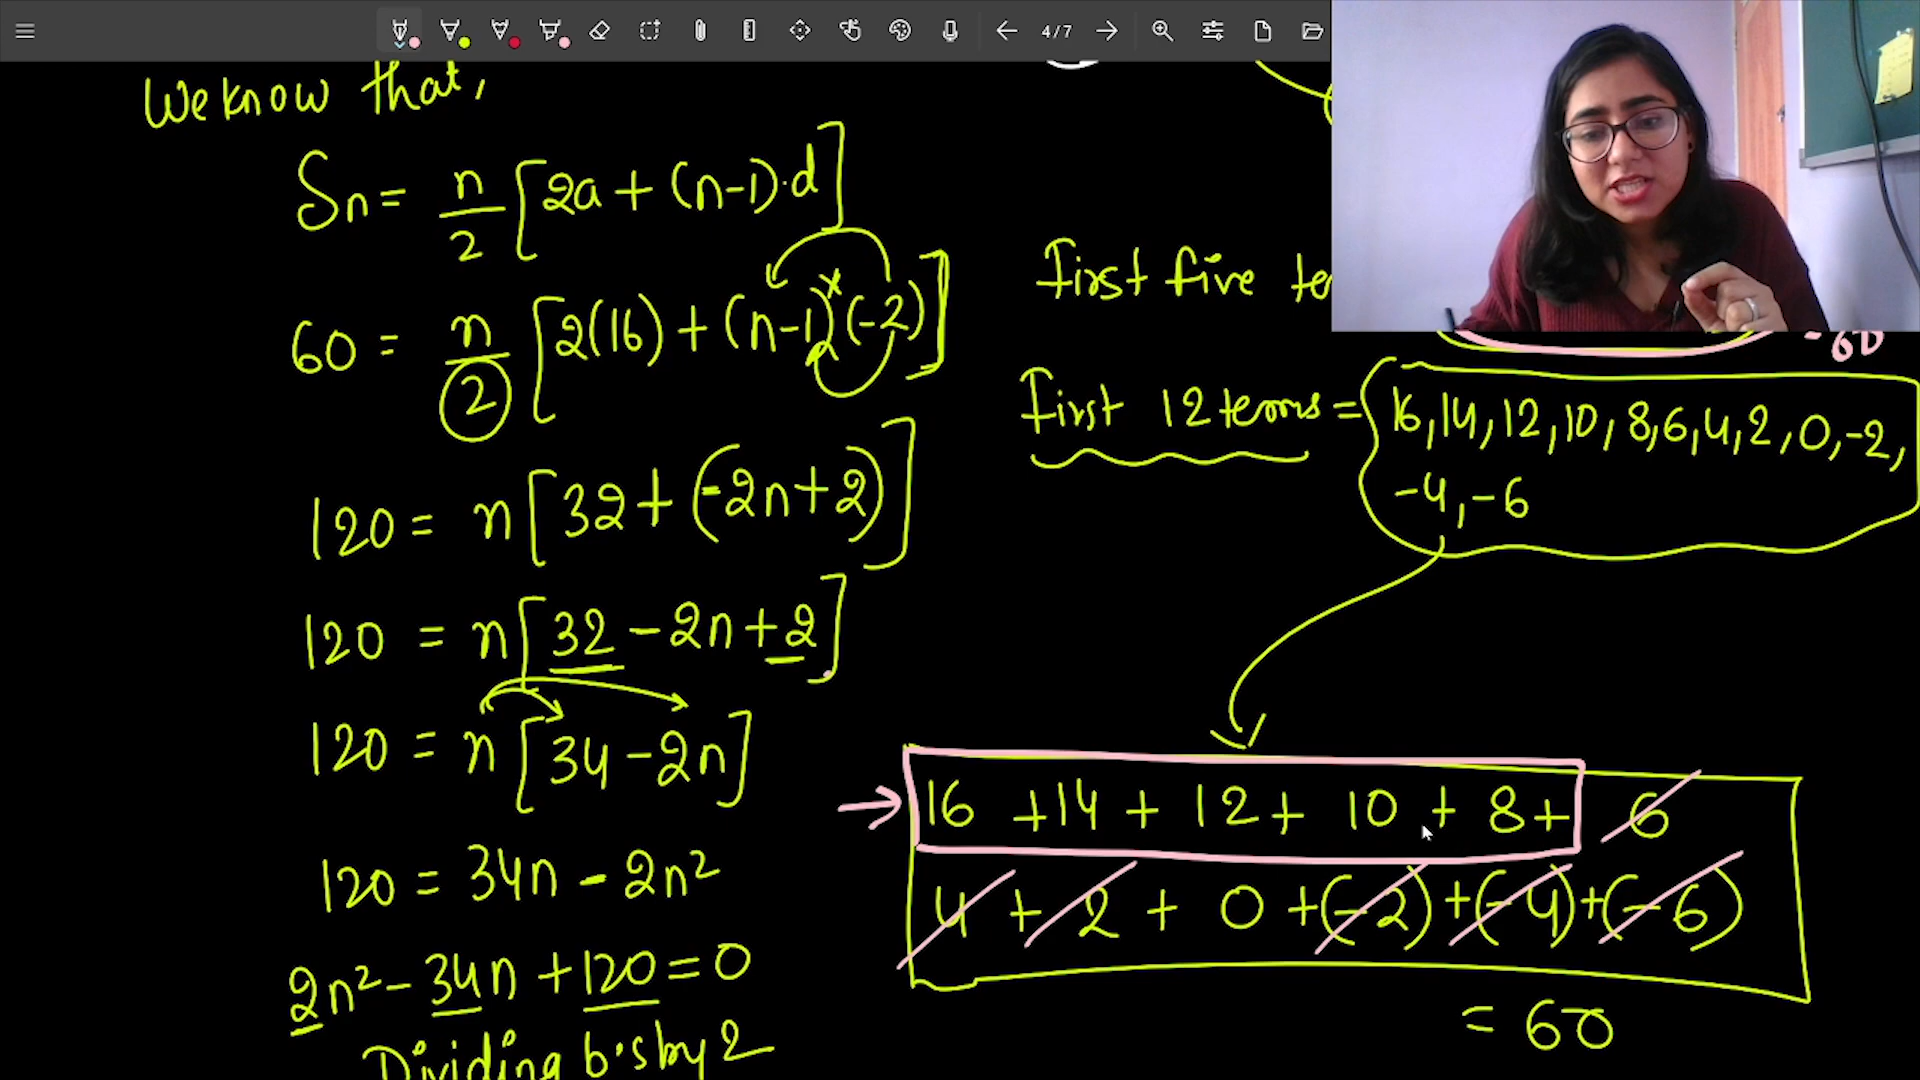 4/7
We know that,
Sn = n/2 [2a + (n-1)·d]
60 = n/2 [2(16) + (n-1)×(-2)]
120 = n[32 + (-2n+2)]
120 = n[32 - 2n + 2]
120 = n[34 - 2n]
120 = 34n - 2n²
2n² - 34n + 120 = 0
Dividing b·s by 2
First five
= 60
First 12 terms = 16, 14, 12, 10, 8, 6, 4, 2, 0, -2,
-4, -6
16 + 14 + 12 + 10 + 8 + 6
4 + 2 + 0 + (-2) + (-4) + (-6)
= 60